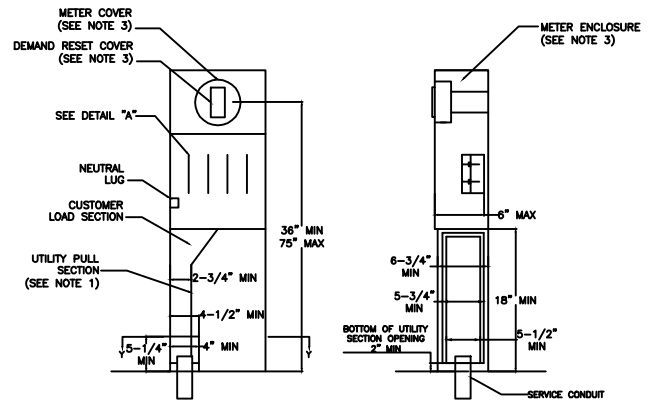 METER COVER
(SEE NOTE 3)
DEMAND RESET COVER
(SEE NOTE 3)
SEE DETAIL "A"
NEUTRAL
LUG
CUSTOMER
LOAD SECTION
UTILITY PULL
SECTION
(SEE NOTE 1)
36" MIN
75" MAX
2-3/4" MIN
4-1/2" MIN
5-1/4"
MIN
4" MIN
Y
Y
METER ENCLOSURE
(SEE NOTE 3)
6" MAX
6-3/4"
MIN
5-3/4"
MIN
18" MIN
BOTTOM OF UTILITY
SECTION OPENING
2" MIN
5-1/2"
MIN
SERVICE CONDUIT